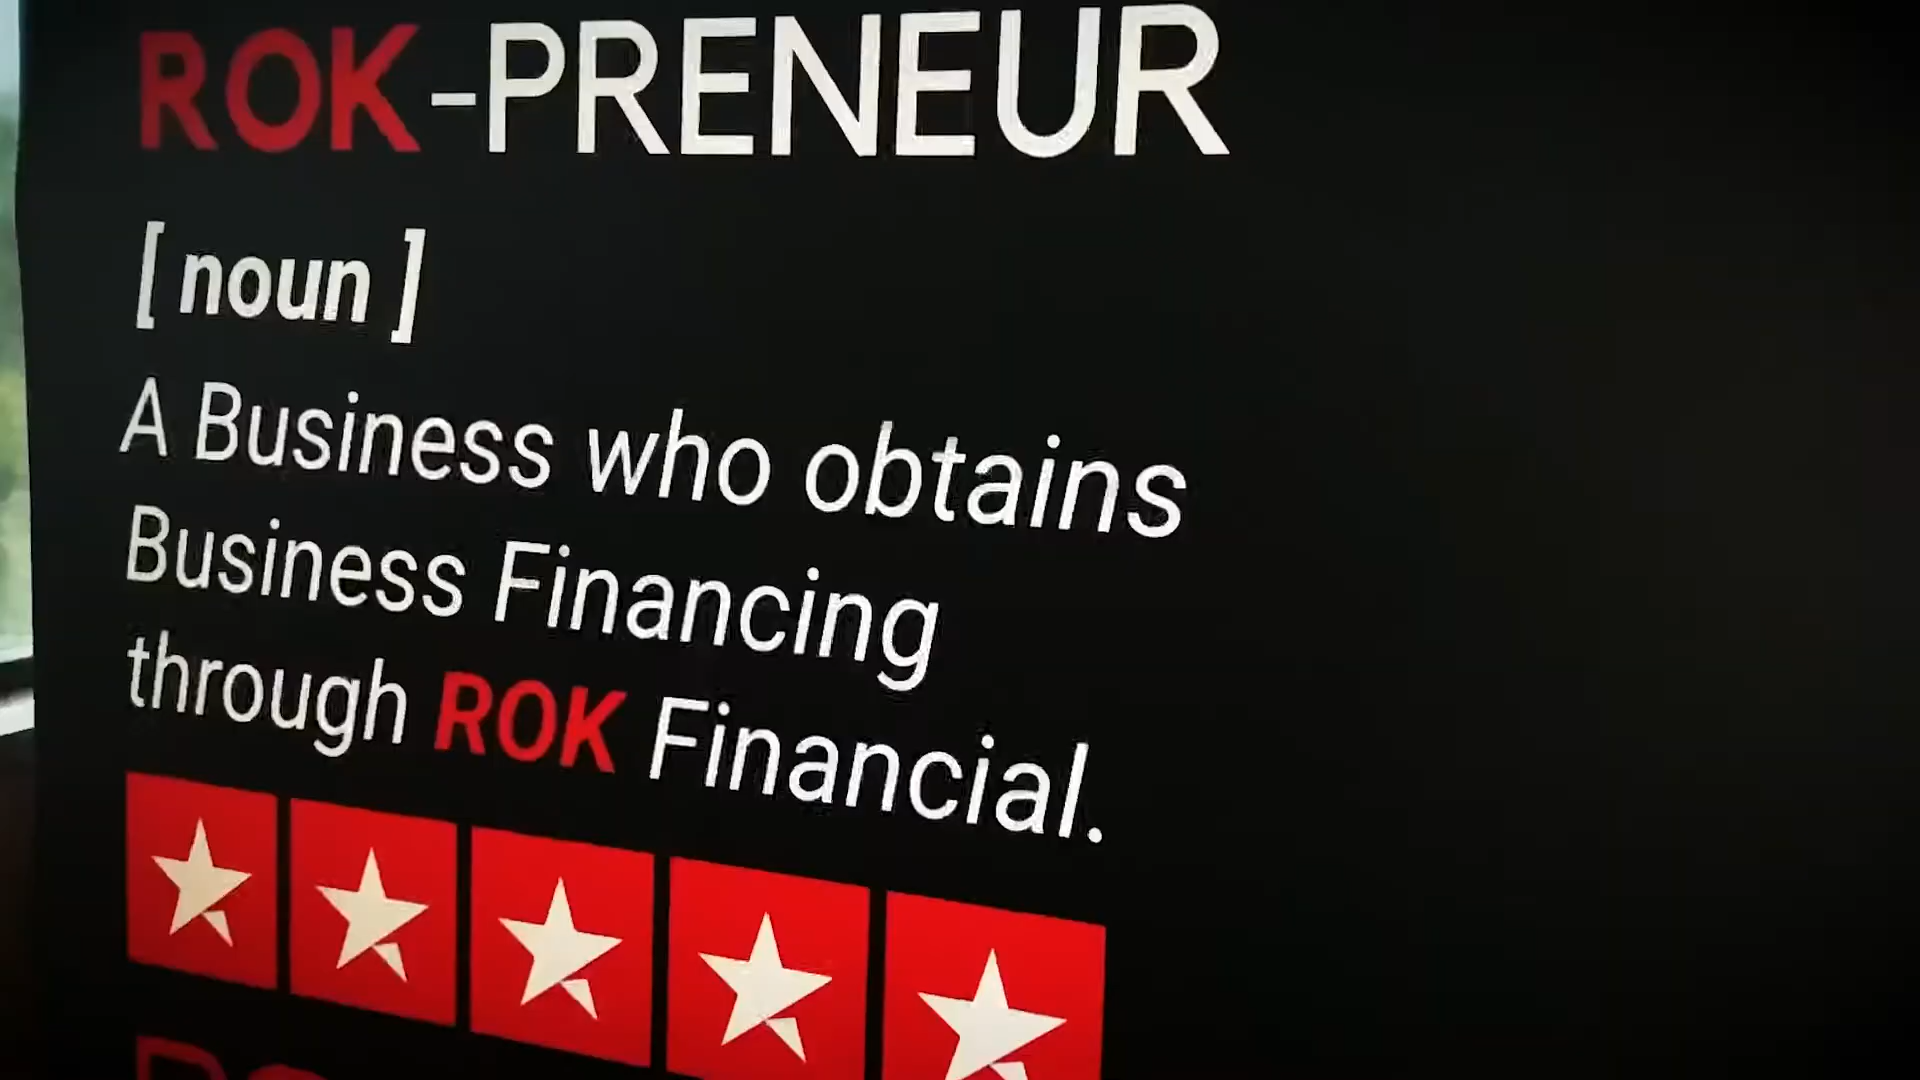 ROK-PRENEUR
[ noun ]
A Business who obtains
Business Financing
through ROK Financial.